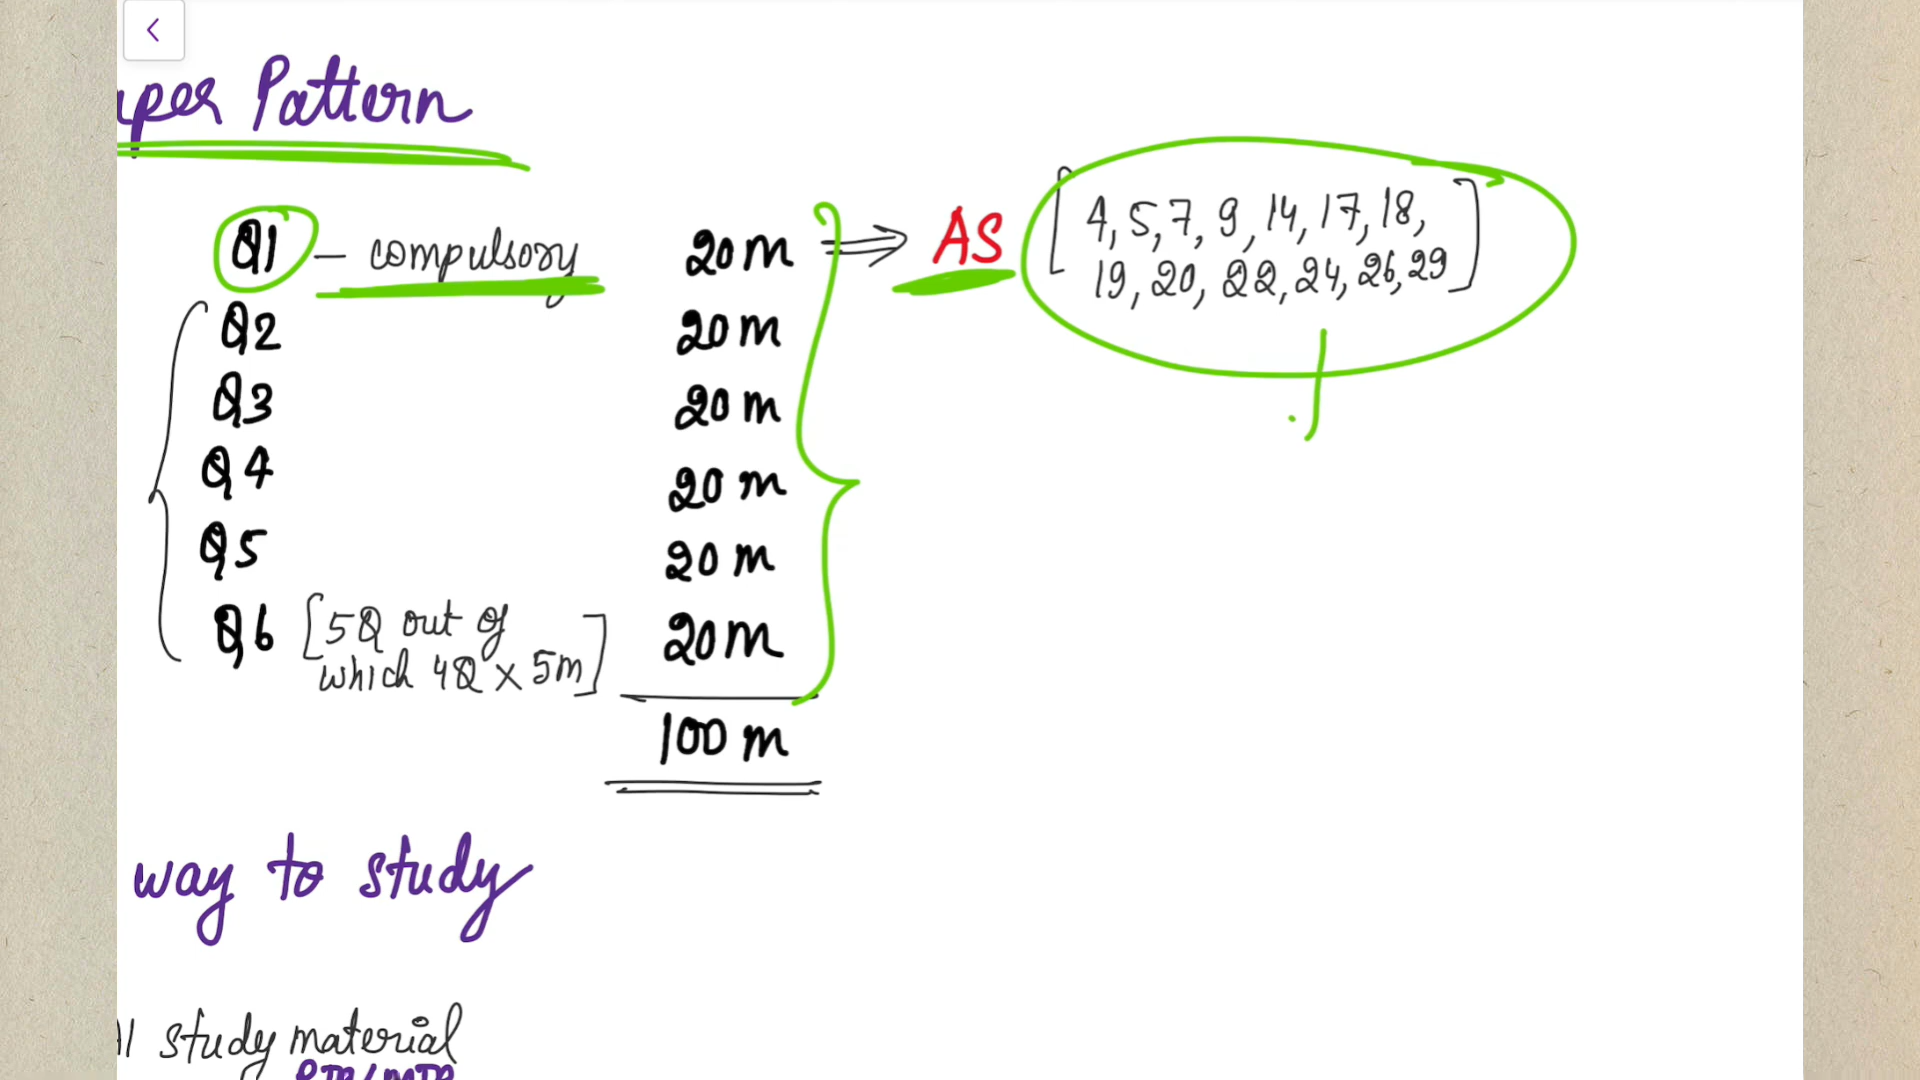 Pattern
Q1 – compulsory 20 m ⇒ AS [4, 5, 7, 9, 14, 17, 18,
19, 20, 22, 24, 26, 29]
Q2 20 m
Q3 20 m
Q4 20 m
Q5 20 m
Q6 [5Q out of 20 m
which 4Q × 5m]
100 m
way to study
study material